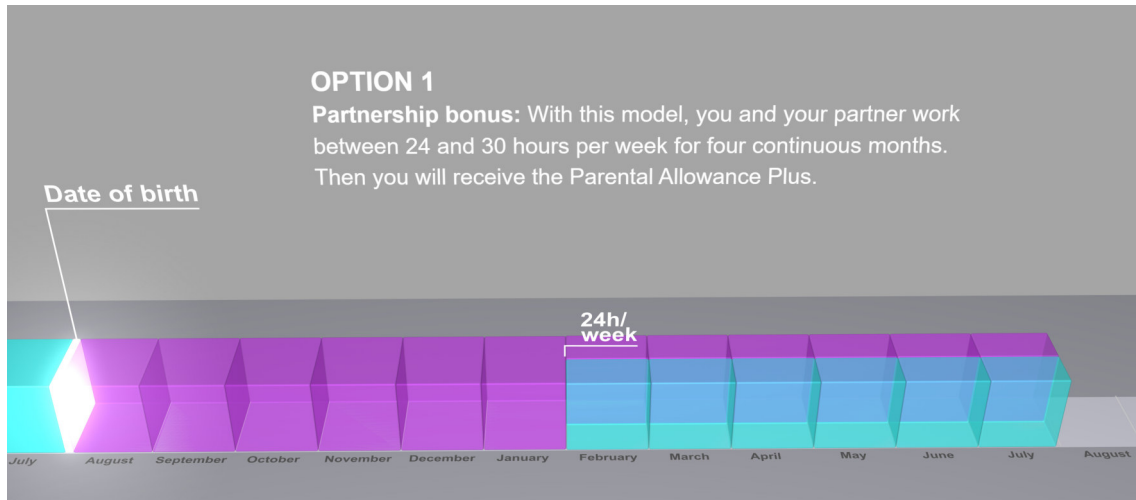 OPTION 1
Partnership bonus: With this model, you and your partner work
between 24 and 30 hours per week for four continuous months.
Then you will receive the Parental Allowance Plus.
Date of birth
24h/
week
July August September October November December January February March April May June July August